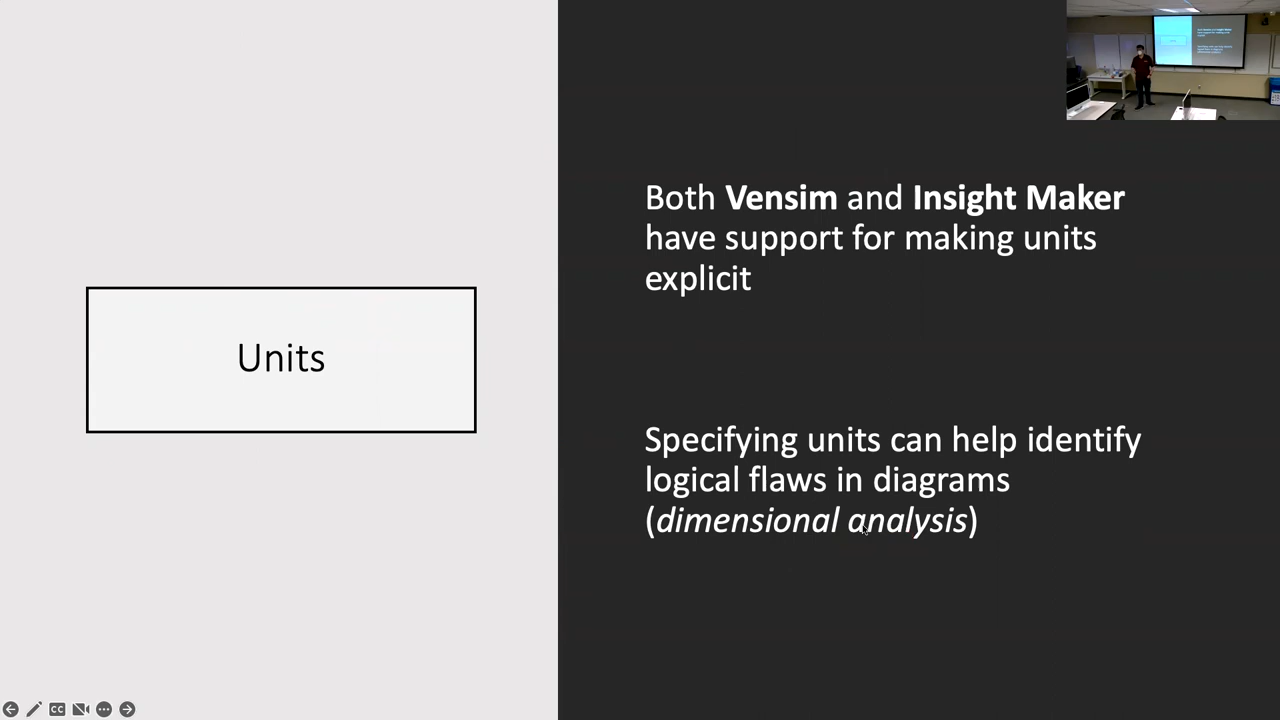 Units
Both Vensim and Insight Maker
have support for making units
explicit
Specifying units can help identify
logical flaws in diagrams
(dimensional analysis)
CC